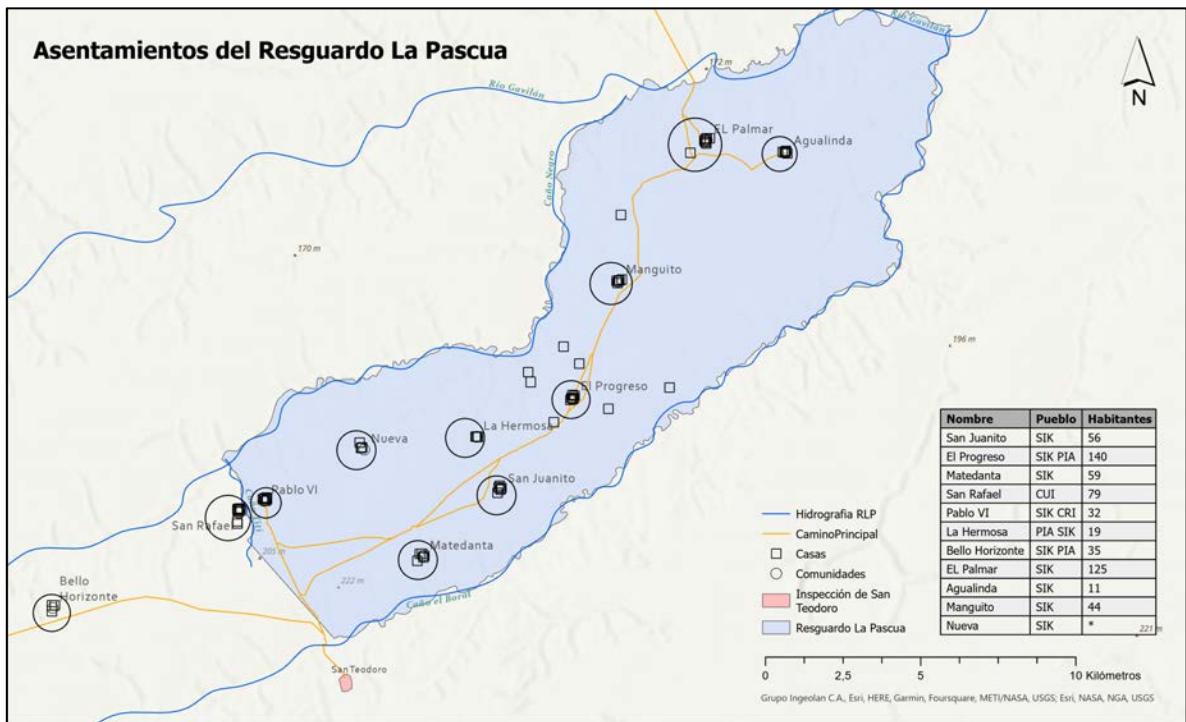 Asentamientos del Resguardo La Pascua
Río Gavilán
Río Gavilán
172 m
N
EL Palmar
Agualinda
Caño Negro
170 m
Manguito
196 m
El Progreso
La Hermosa
Nueva
San Juanito
Pablo VI
San Rafael
205 m
Matedanta
222 m
Bello
Horizonte
Caño el Boral
San Teodoro
Hidrografia RLP
CaminoPrincipal
Casas
Comunidades
Inspección de San
Teodoro
Resguardo La Pascua
Nombre Pueblo Habitantes
San Juanito SIK 56
El Progreso SIK PIA 140
Matedanta SIK 59
San Rafael CUI 79
Pablo VI SIK CRI 32
La Hermosa PIA SIK 19
Bello Horizonte SIK PIA 35
EL Palmar SIK 125
Agualinda SIK 11
Manguito SIK 44
Nueva SIK *
221 m
0 2,5 5 10 Kilómetros
Grupo Ingeolan C.A., Esri, HERE, Garmin, Foursquare, METI/NASA, USGS; Esri, NASA, NGA, USGS